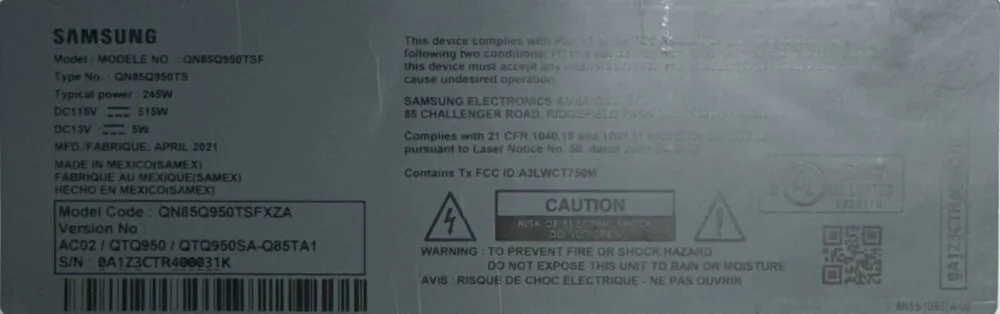 SAMSUNG
Model / MODELE NO. : QN85Q950TSF
Type No. : QN85Q950TS
Typical power : 245W
DC115V 515W
DC13V 5W
MFD./FABRIQUE: APRIL 2021
MADE IN MEXICO(SAMEX)
FABRIQUE AU MEXIQUE(SAMEX)
HECHO EN MEXICO(SAMEX)
Model Code : QN85Q950TSFXZA
Version No :
AC02 / QTQ950 / QTQ950SA-Q85TA1
S/N : 0A1Z3CTR400031K
This device complies with
following two conditions:
this device must accept any
cause undesired operation.
SAMSUNG ELECTRONICS
85 CHALLENGER ROAD, RIDGEFIELD PARK
Complies with 21 CFR 1040.10 and
pursuant to Laser Notice No. 50, dated
Contains Tx FCC ID:A3LWCT750M
CAUTION
RISK OF ELECTRIC SHOCK
DO NOT OPEN
WARNING : TO PREVENT FIRE OR SHOCK HAZARD
DO NOT EXPOSE THIS UNIT TO RAIN OR MOISTURE
AVIS : RISQUE DE CHOC ELECTRIQUE - NE PAS OUVRIR